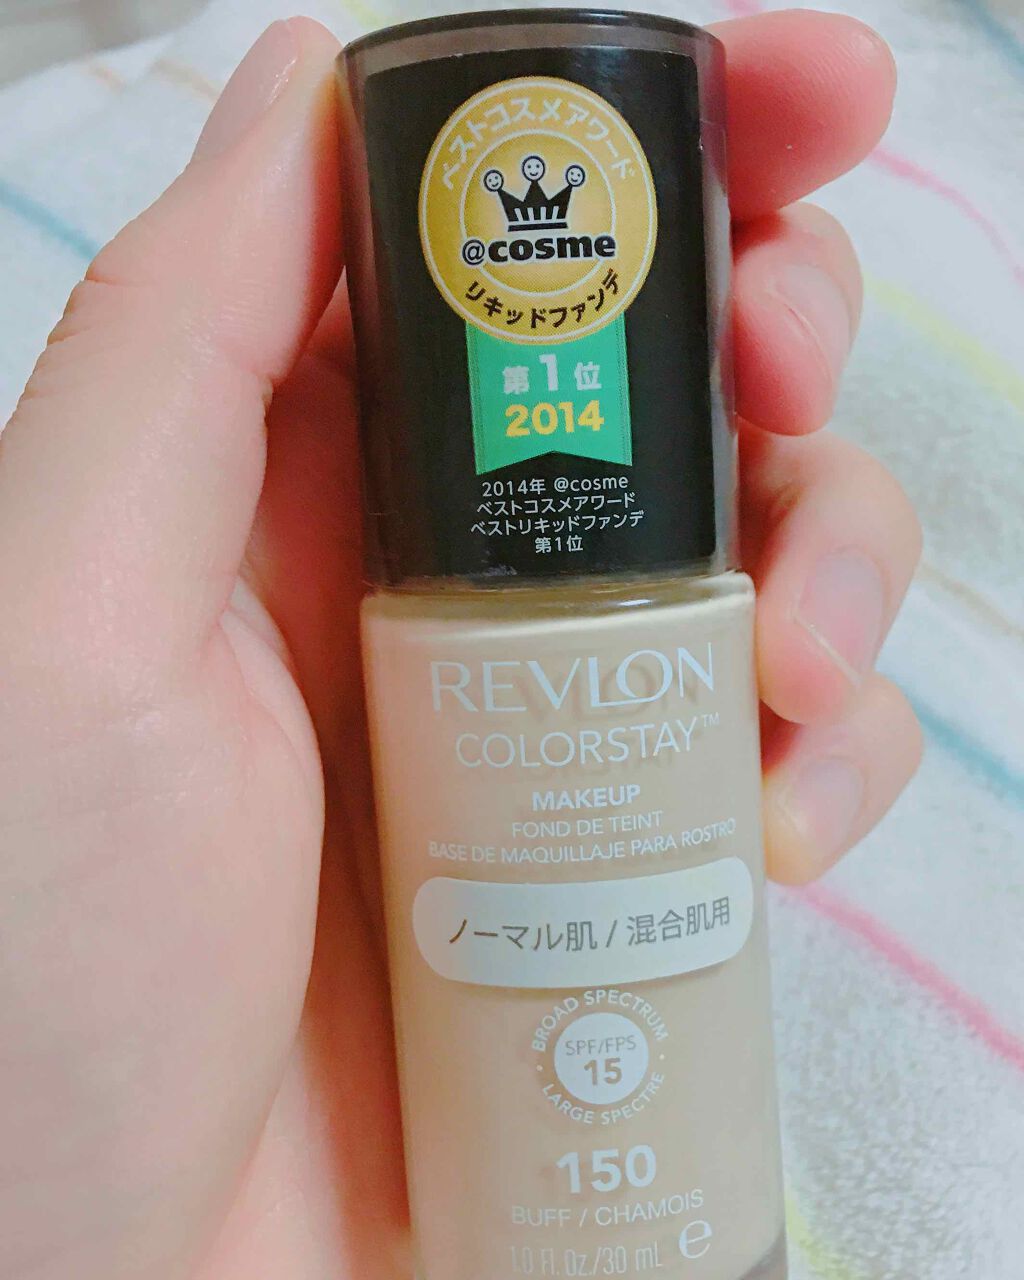 ベストコスメアワード
@cosme
リキッドファンデ
第1位
2014
2014年 @cosme
ベストコスメアワード
ベストリキッドファンデ
第1位
REVLON
COLORSTAY™
MAKEUP
FOND DE TEINT
BASE DE MAQUILLAJE PARA ROSTRO
ノーマル肌 / 混合肌用
BROAD SPECTRUM
SPF/FPS
15
LARGE SPECTRE
150
BUFF / CHAMOIS
1.0 Fl. Oz./30 mL e